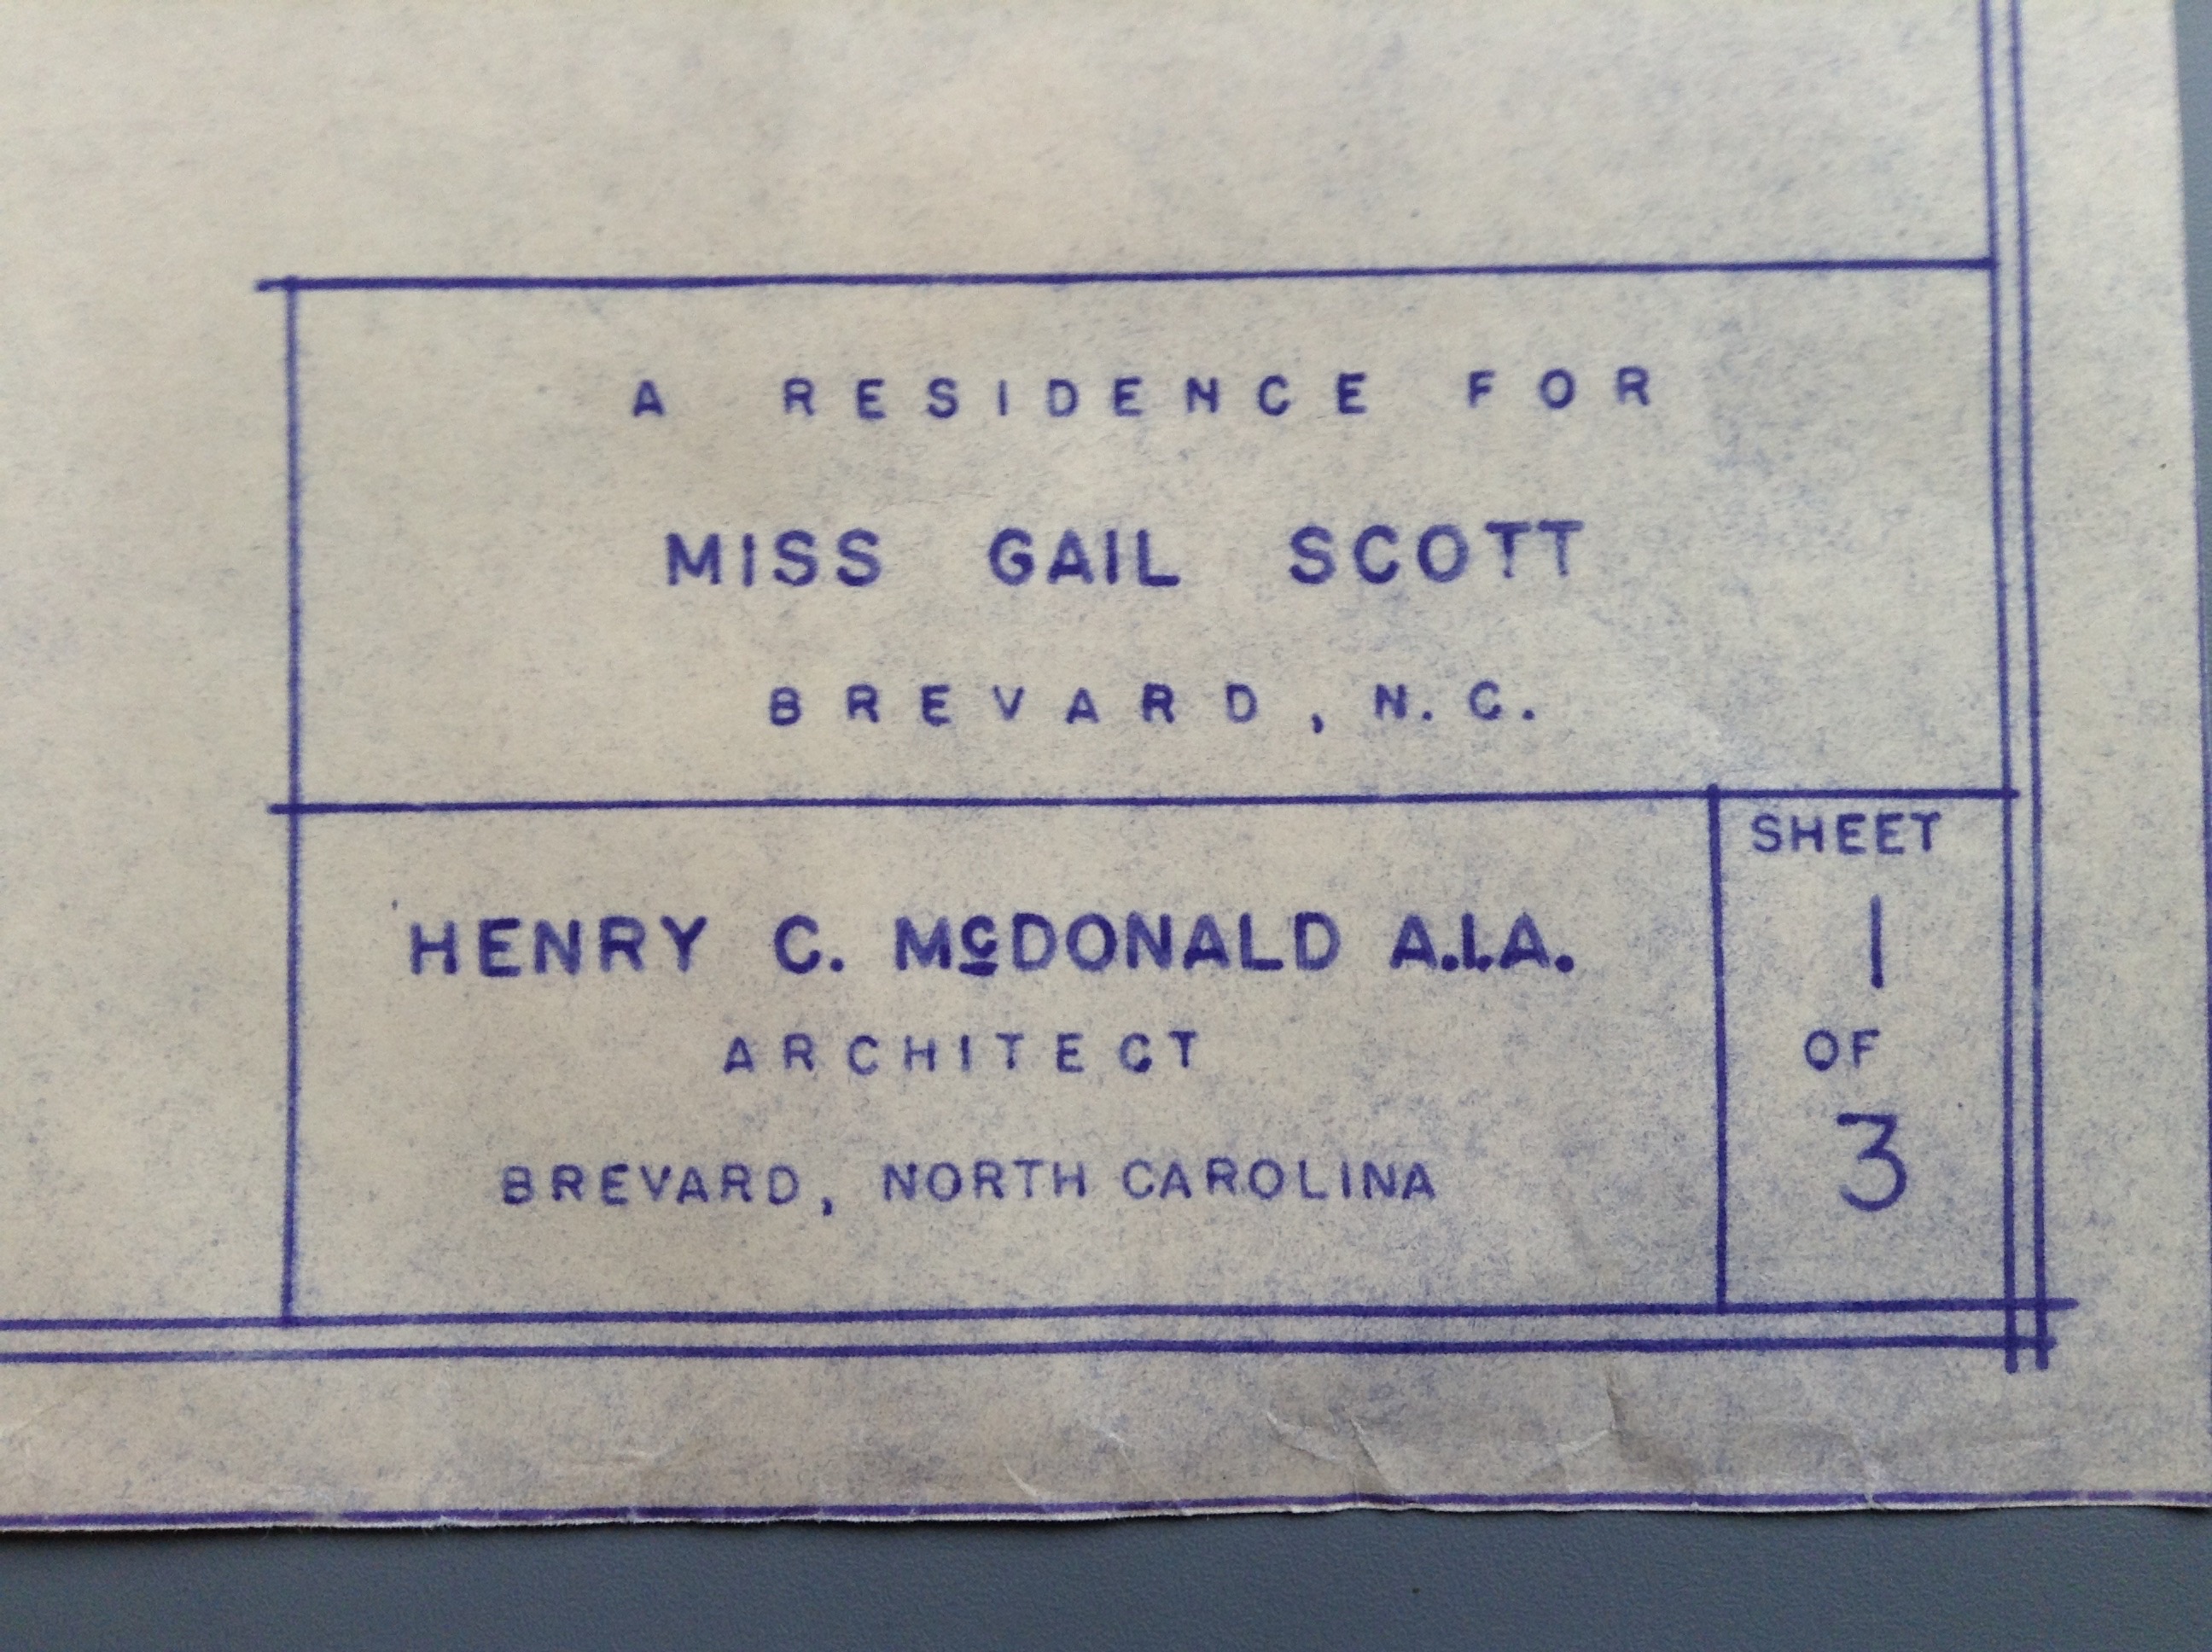 A RESIDENCE FOR
MISS GAIL SCOTT
BREVARD, N.C.
HENRY C. McDONALD A.I.A.
ARCHITECT
BREVARD, NORTH CAROLINA
SHEET
1
OF
3